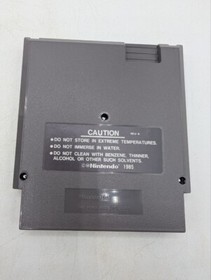 CAUTION
●DO NOT STORE IN EXTREME TEMPERATURES.
●DO NOT IMMERSE IN WATER.
●DO NOT CLEAN WITH BENZENE, THINNER,
ALCOHOL OR OTHER SUCH SOLVENTS.
©Nintendo 1985